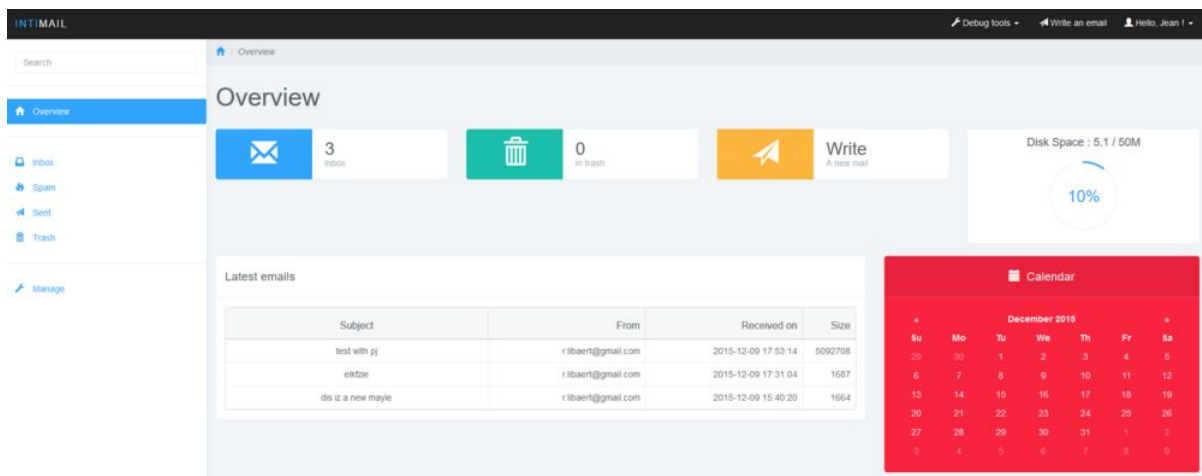 INTIMAIL
Debug tools
Write an email
Hello, Jean !
Search
Overview
Inbox
Spam
Sent
Trash
Manage
Overview
Overview
3
Inbox
0
In trash
Write
A new mail
Disk Space : 5.1 / 50M
10%
Latest emails
Subject From Received on Size
test with pj r.libaert@gmail.com 2015-12-09 17:53:14 5092708
r.libaert@gmail.com 2015-12-09 17:31:04 1687
dis iz a new mayle r.libaert@gmail.com 2015-12-09 15:40:20 1664
Calendar
« December 2015 »
Su Mo Tu We Th Fr Sa
29 30 1 2 3 4 5
6 7 8 9 10 11 12
13 14 15 16 17 18 19
20 21 22 23 24 25 26
27 28 29 30 31 1 2
3 4 5 6 7 8 9